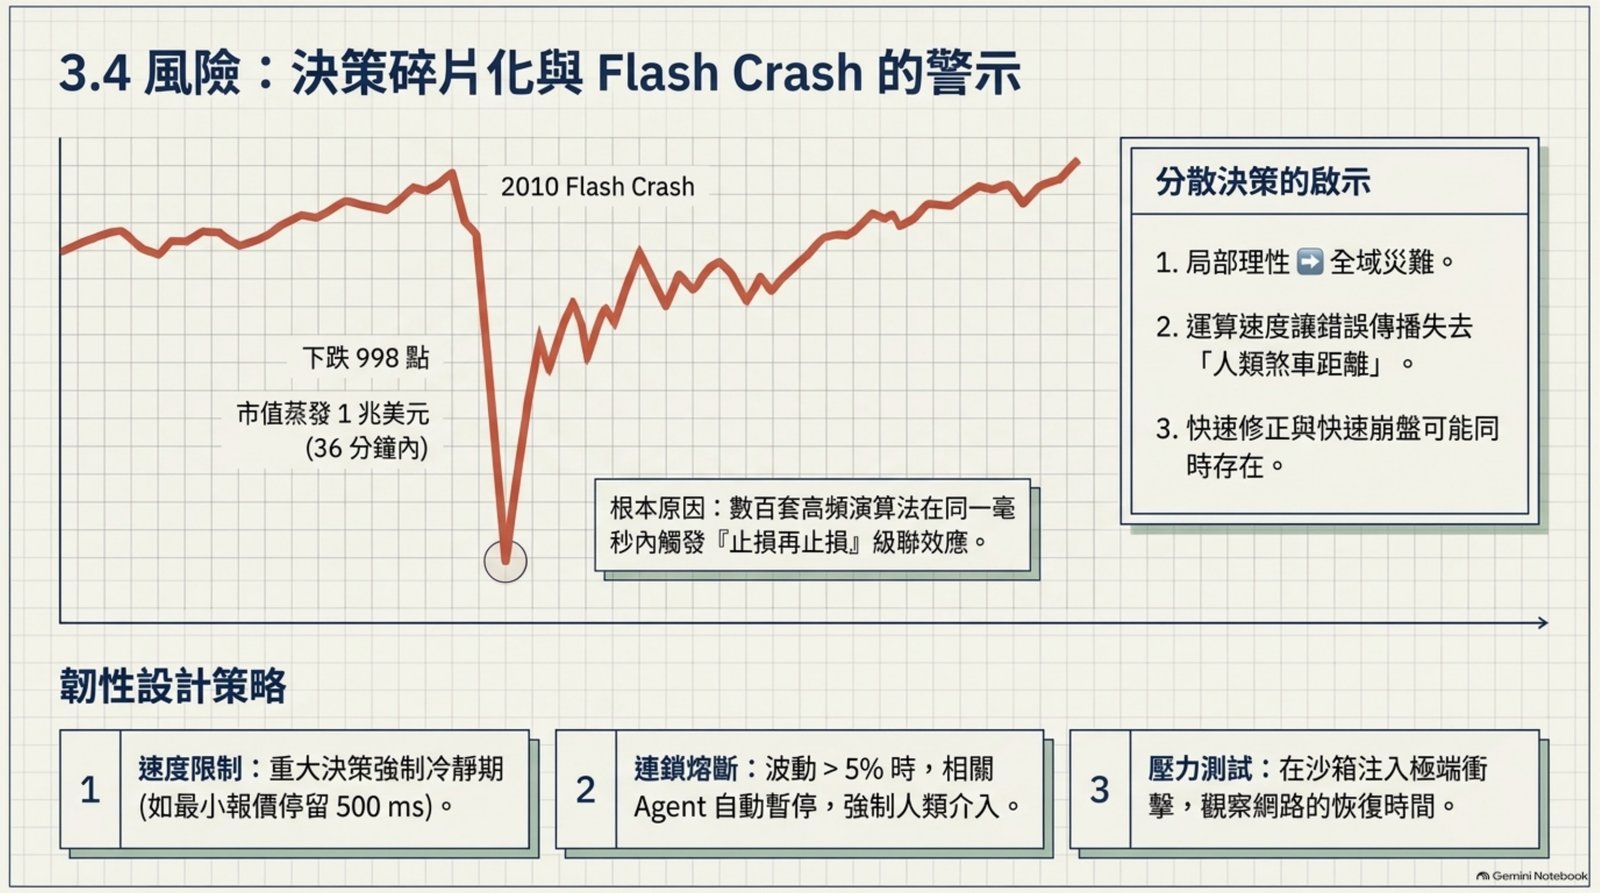 3.4 風險：決策碎片化與 Flash Crash 的警示
2010 Flash Crash
下跌 998 點
市值蒸發 1 兆美元
(36 分鐘內)
根本原因：數百套高頻演算法在同一毫
秒內觸發『止損再止損』級聯效應。
分散決策的啟示
1. 局部理性 ➡ 全域災難。
2. 運算速度讓錯誤傳播失去
「人類煞車距離」。
3. 快速修正與快速崩盤可能同
時存在。
韌性設計策略
1
速度限制：重大決策強制冷靜期
(如最小報價停留 500 ms)。
2
連鎖熔斷：波動 > 5% 時，相關
Agent 自動暫停，強制人類介入。
3
壓力測試：在沙箱注入極端衝
擊，觀察網路的恢復時間。
Gemini Notebook